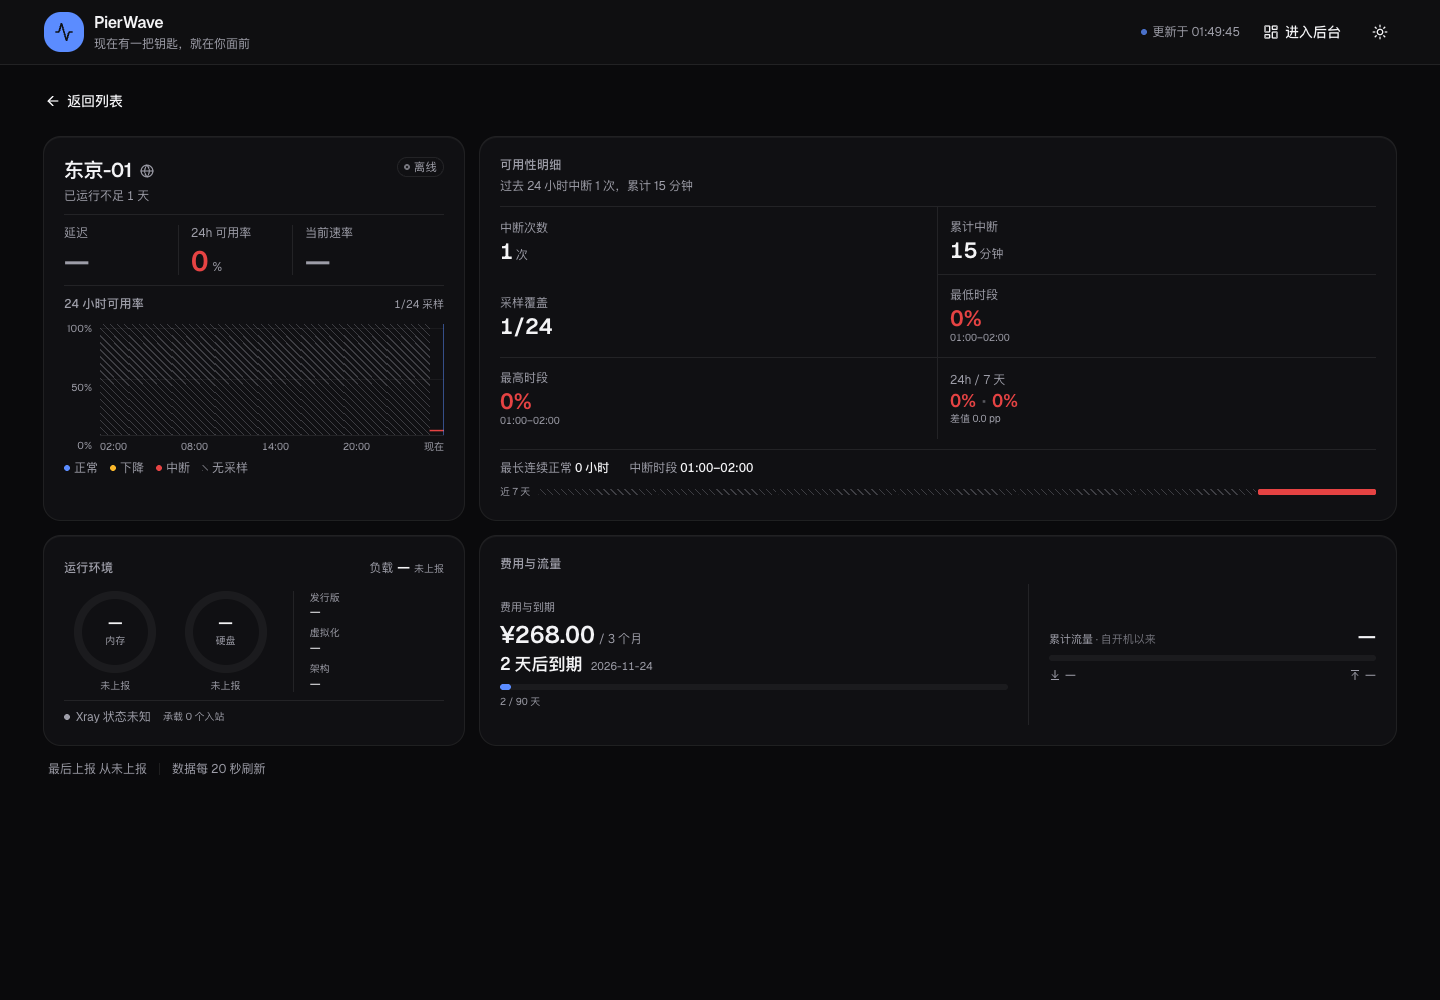 PierWave
现在有一把钥匙，就在你面前
更新于 01:49:45
进入后台
返回列表
东京-01
离线
已运行不足 1 天
延迟
—
24h 可用率
0 %
当前速率
—
24 小时可用率
1/24 采样
100%
50%
0%
02:00
08:00
14:00
20:00
现在
正常
下降
中断
无采样
可用性明细
过去 24 小时中断 1 次，累计 15 分钟
中断次数
1 次
累计中断
15 分钟
采样覆盖
1/24
最低时段
0%
01:00–02:00
最高时段
0%
01:00–02:00
24h / 7 天
0% · 0%
差值 0.0 pp
最长连续正常 0 小时
中断时段 01:00–02:00
近 7 天
运行环境
负载 — 未上报
—
内存
未上报
—
硬盘
未上报
发行版
—
虚拟化
—
架构
—
Xray 状态未知
承载 0 个入站
费用与流量
费用与到期
¥268.00 / 3 个月
2 天后到期 2026-11-24
2 / 90 天
累计流量 · 自开机以来
—
—
—
最后上报 从未上报
数据每 20 秒刷新